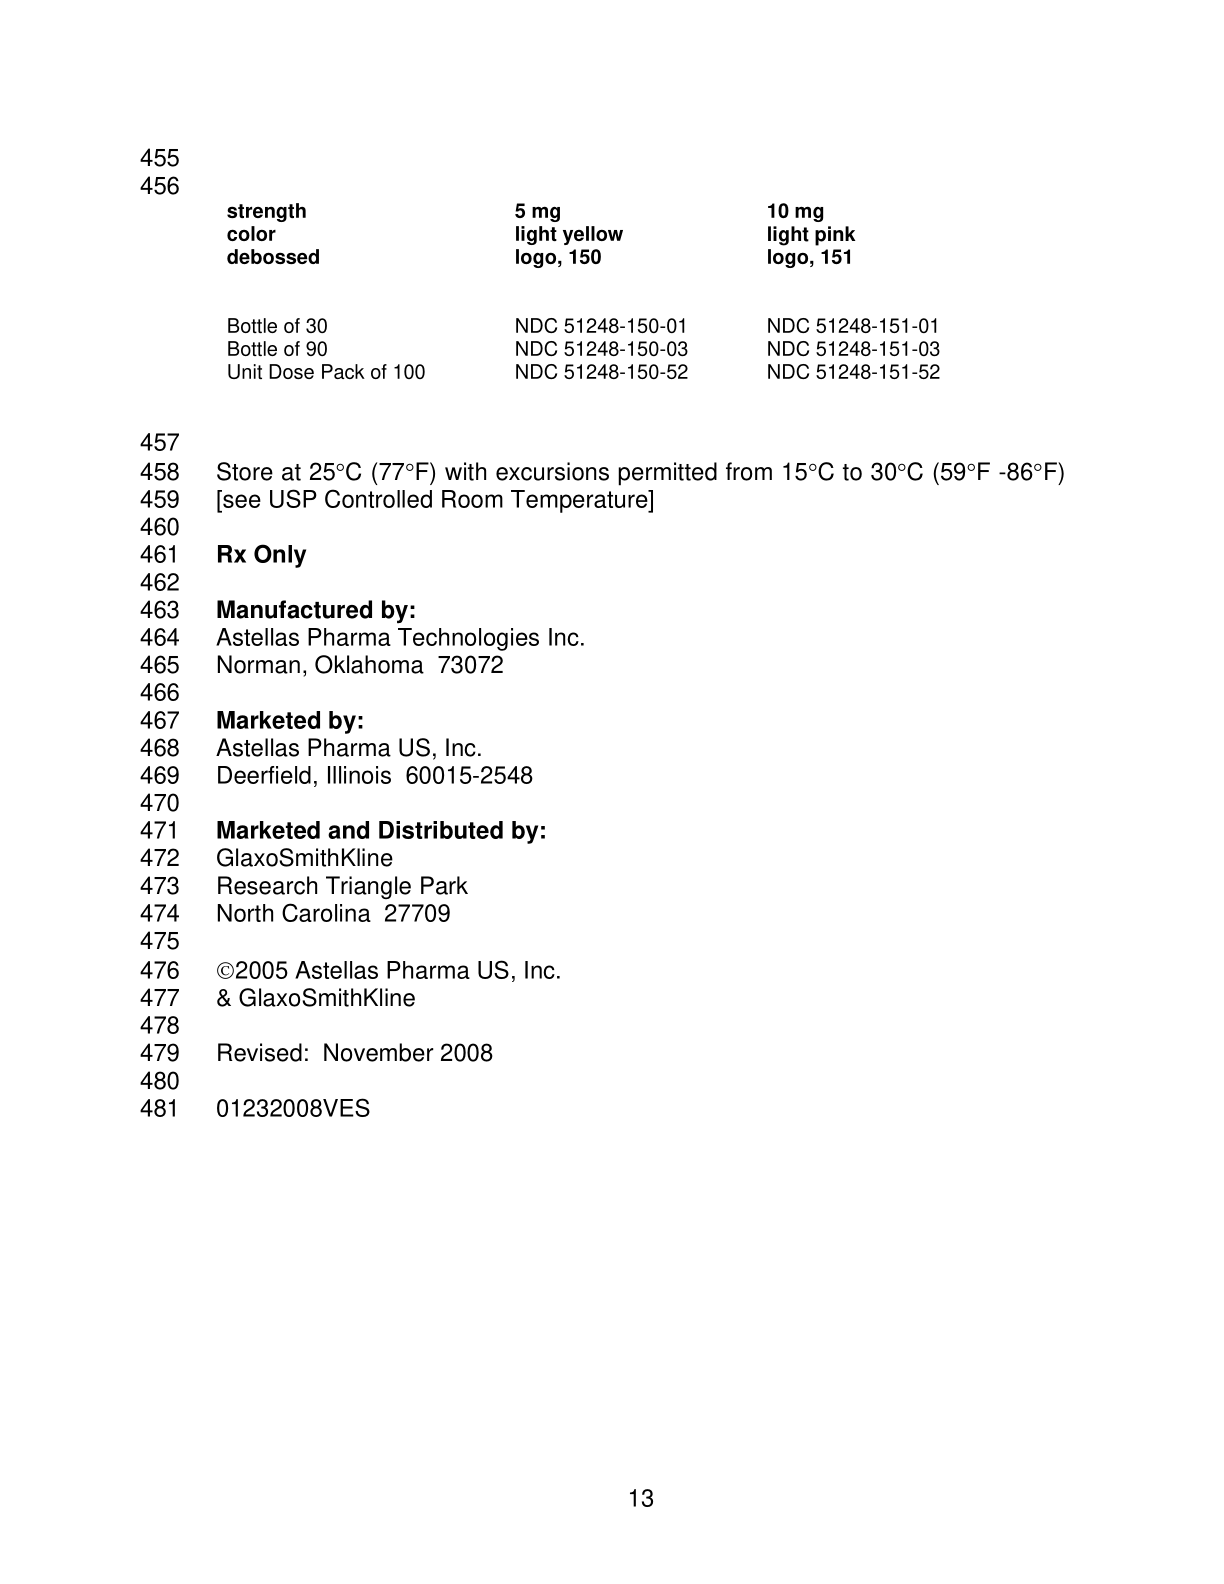 455
456
strength 5 mg 10 mg
color light yellow light pink
debossed logo, 150 logo, 151
Bottle of 30 NDC 51248-150-01 NDC 51248-151-01
Bottle of 90 NDC 51248-150-03 NDC 51248-151-03
Unit Dose Pack of 100 NDC 51248-150-52 NDC 51248-151-52
457
458 Store at 25°C (77°F) with excursions permitted from 15°C to 30°C (59°F -86°F)
459 [see USP Controlled Room Temperature]
460
461 Rx Only
462
463 Manufactured by:
464 Astellas Pharma Technologies Inc.
465 Norman, Oklahoma 73072
466
467 Marketed by:
468 Astellas Pharma US, Inc.
469 Deerfield, Illinois 60015-2548
470
471 Marketed and Distributed by:
472 GlaxoSmithKline
473 Research Triangle Park
474 North Carolina 27709
475
476 ©2005 Astellas Pharma US, Inc.
477 & GlaxoSmithKline
478
479 Revised: November 2008
480
481 01232008VES
13